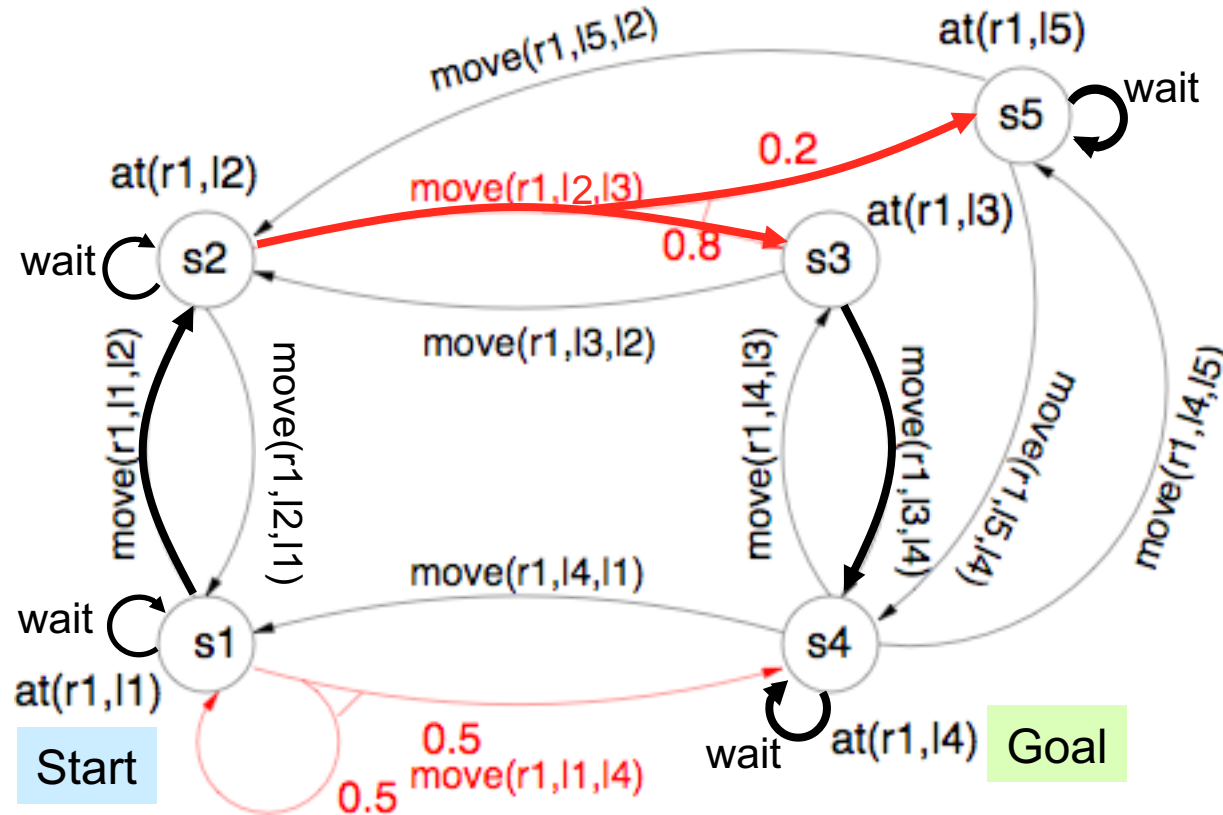 move(r1,l5,l2)
at(r1,l5)
wait
s5
0.2
at(r1,l2)
move(r1,l2,l3)
at(r1,l3)
wait
s2
0.8
s3
move(r1,l3,l2)
move(r1,l1,l2)
move(r1,l2,l1)
move(r1,l4,l3)
move(r1,l3,l4)
move(r1,l5,l4)
move(r1,l4,l5)
move(r1,l4,l1)
wait
s1
s4
at(r1,l1)
0.5
wait
at(r1,l4)
Goal
Start
0.5
move(r1,l1,l4)